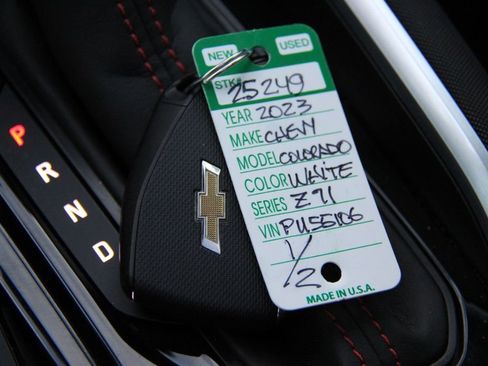 NEW USED
STK# 25249
YEAR 2023
MAKE CHEVY
MODEL COLORADO
COLOR WHITE
SERIES Z71
VIN PU55106
1/2
MADE IN U.S.A.
P
R
N
D